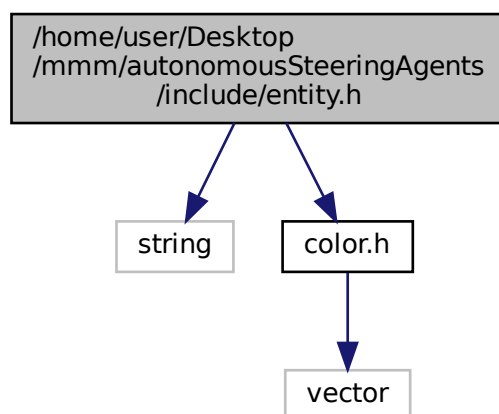 /home/user/Desktop
/mmm/autonomousSteeringAgents
/include/entity.h
string
color.h
vector